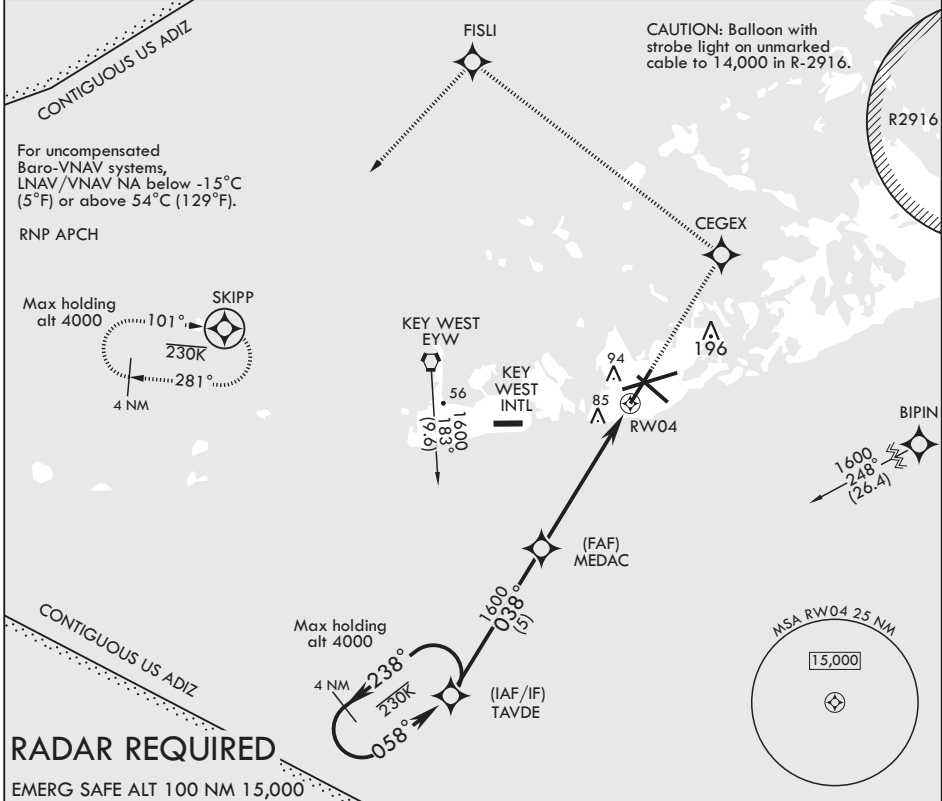 FISLI
CAUTION: Balloon with
strobe light on unmarked
cable to 14,000 in R-2916.
CONTIGUOUS US ADIZ
R2916
For uncompensated
Baro-VNAV systems,
LNAV/VNAV NA below -15°C
(5°F) or above 54°C (129°F).
RNP APCH
CEGEX
Max holding
alt 4000
SKIPP
101°
230K
281°
4 NM
KEY WEST
EYW
196
94
KEY
WEST
INTL
56
85
RW04
1600
183°
(9.6)
BIPIN
1600
248°
(26.4)
(FAF)
MEDAC
1600
038°
(5)
CONTIGUOUS US ADIZ
Max holding
alt 4000
MSA RW04 25 NM
15,000
238°
4 NM
230K
058°
(IAF/IF)
TAVDE
RADAR REQUIRED
EMERG SAFE ALT 100 NM 15,000